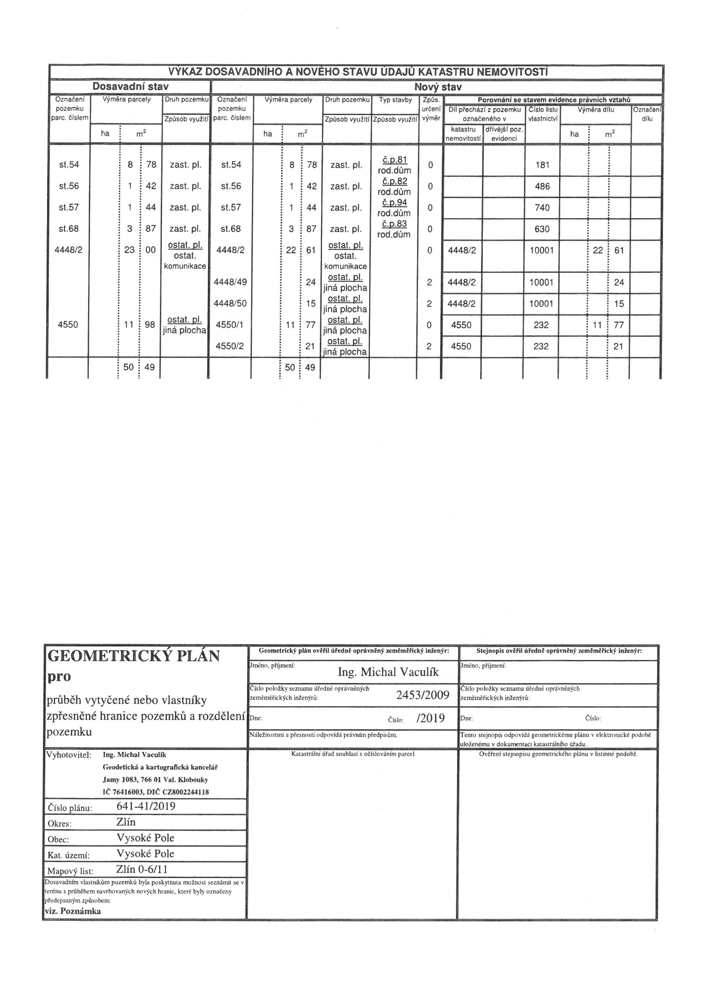 VÝKAZ DOSAVADNÍHO A NOVÉHO STAVU ÚDAJŮ KATASTRU NEMOVITOSTÍ
Dosavadní stav Nový stav
Označení pozemku parc. číslem Výměra parcely ha m² Druh pozemku Způsob využití Označení pozemku parc. číslem Výměra parcely ha m² Druh pozemku Způsob využití Typ stavby Způsob využití Způs. určení výměr Porovnání se stavem evidence právních vztahů
Díl přechází z pozemku označeného v katastru nemovitostí dřívější poz. evidenci Číslo listu vlastnictví Výměra dílu ha m² Označení dílu
st.54 8 78 zast. pl. st.54 8 78 zast. pl. č.p.81 rod.dům 0 181
st.56 1 42 zast. pl. st.56 1 42 zast. pl. č.p.82 rod.dům 0 486
st.57 1 44 zast. pl. st.57 1 44 zast. pl. č.p.94 rod.dům 0 740
st.68 3 87 zast. pl. st.68 3 87 zast. pl. č.p.83 rod.dům 0 630
4448/2 23 00 ostat. pl. ostat. komunikace 4448/2 22 61 ostat. pl. ostat. komunikace 0 4448/2 10001 22 61
4448/49 24 ostat. pl. jiná plocha 2 4448/2 10001 24
4448/50 15 ostat. pl. jiná plocha 2 4448/2 10001 15
4550 11 98 ostat. pl. jiná plocha 4550/1 11 77 ostat. pl. jiná plocha 0 4550 232 11 77
4550/2 21 ostat. pl. jiná plocha 2 4550 232 21
50 49 50 49
GEOMETRICKÝ PLÁN
pro
průběh vytyčené nebo vlastníky
zpřesněné hranice pozemků a rozdělení
pozemku
Geometrický plán ověřil úředně oprávněný zeměměřický inženýr:
Jméno, příjmení: Ing. Michal Vaculík
Číslo položky seznamu úředně oprávněných
zeměměřických inženýrů: 2453/2009
Dne: Číslo: /2019
Náležitostmi a přesností odpovídá právním předpisům.
Stejnopis ověřil úředně oprávněný zeměměřický inženýr:
Jméno, příjmení:
Číslo položky seznamu úředně oprávněných
zeměměřických inženýrů:
Dne: Číslo:
Tento stejnopis odpovídá geometrickému plánu v elektronické podobě
uloženému v dokumentaci katastrálního úřadu.
Vyhotovitel: Ing. Michal Vaculík
Geodetická a kartografická kancelář
Jamy 1083, 766 01 Val. Klobouky
IČ 76416003, DIČ CZ8002244118
Číslo plánu: 641-41/2019
Okres: Zlín
Obec: Vysoké Pole
Kat. území: Vysoké Pole
Mapový list: Zlín 0-6/11
Dosavadním vlastníkům pozemků byla poskytnuta možnost seznámit se v
terénu s průběhem navrhovaných nových hranic, které byly označeny
předepsaným způsobem:
viz. Poznámka
Katastrální úřad souhlasí s očíslováním parcel.
Ověření stejnopisu geometrického plánu v listinné podobě.